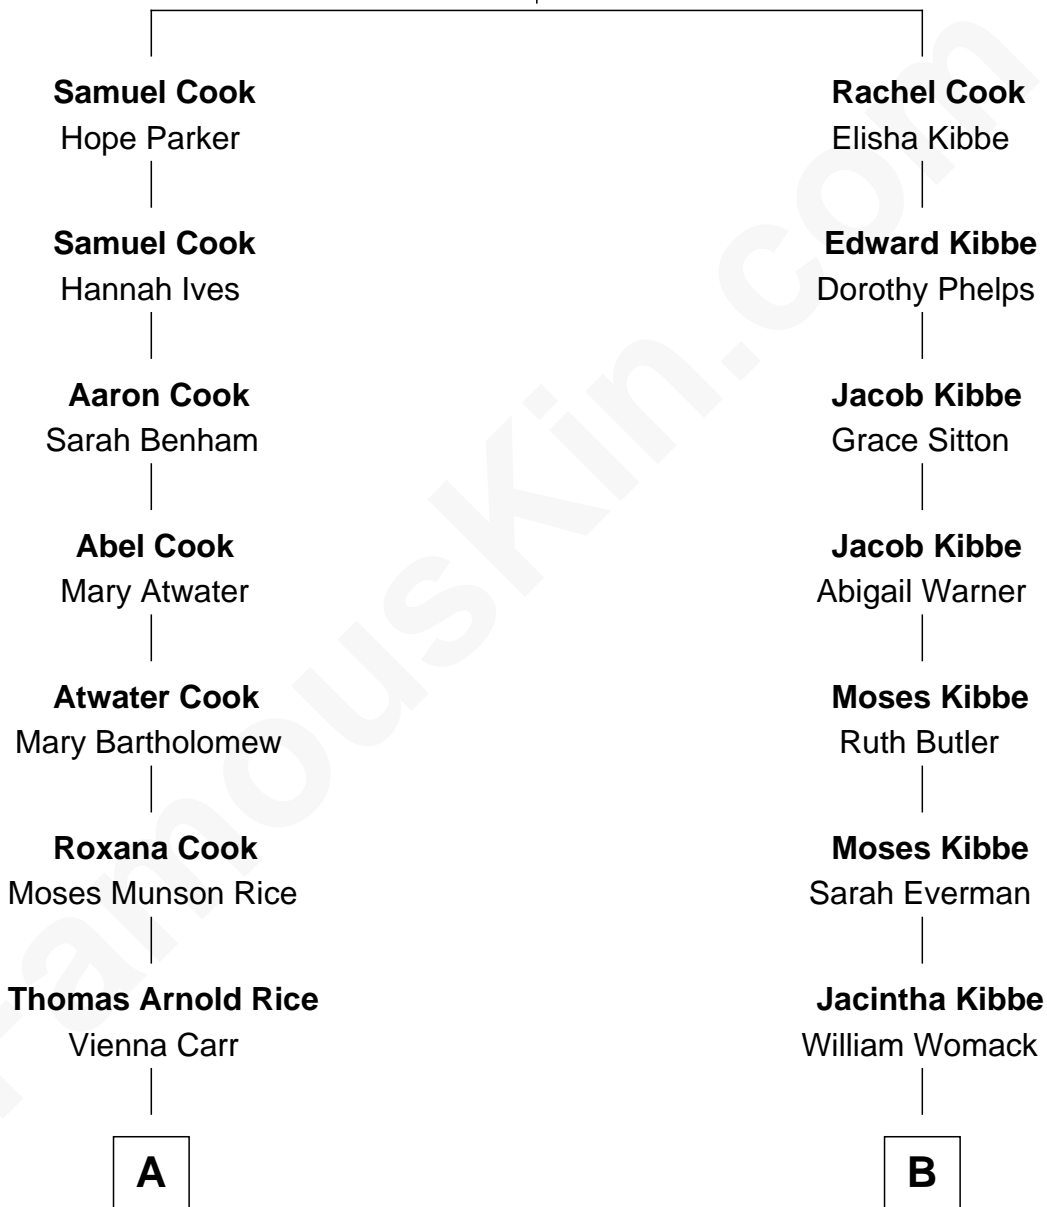 Samuel Cook
Hope Parker
Rachel Cook
Elisha Kibbe
Samuel Cook
Hannah Ives
Edward Kibbe
Dorothy Phelps
Aaron Cook
Sarah Benham
Jacob Kibbe
Grace Sitton
Abel Cook
Mary Atwater
Jacob Kibbe
Abigail Warner
Atwater Cook
Mary Bartholomew
Moses Kibbe
Ruth Butler
Roxana Cook
Moses Munson Rice
Moses Kibbe
Sarah Everman
Thomas Arnold Rice
Vienna Carr
Jacintha Kibbe
William Womack
A
B
FamousKin.com